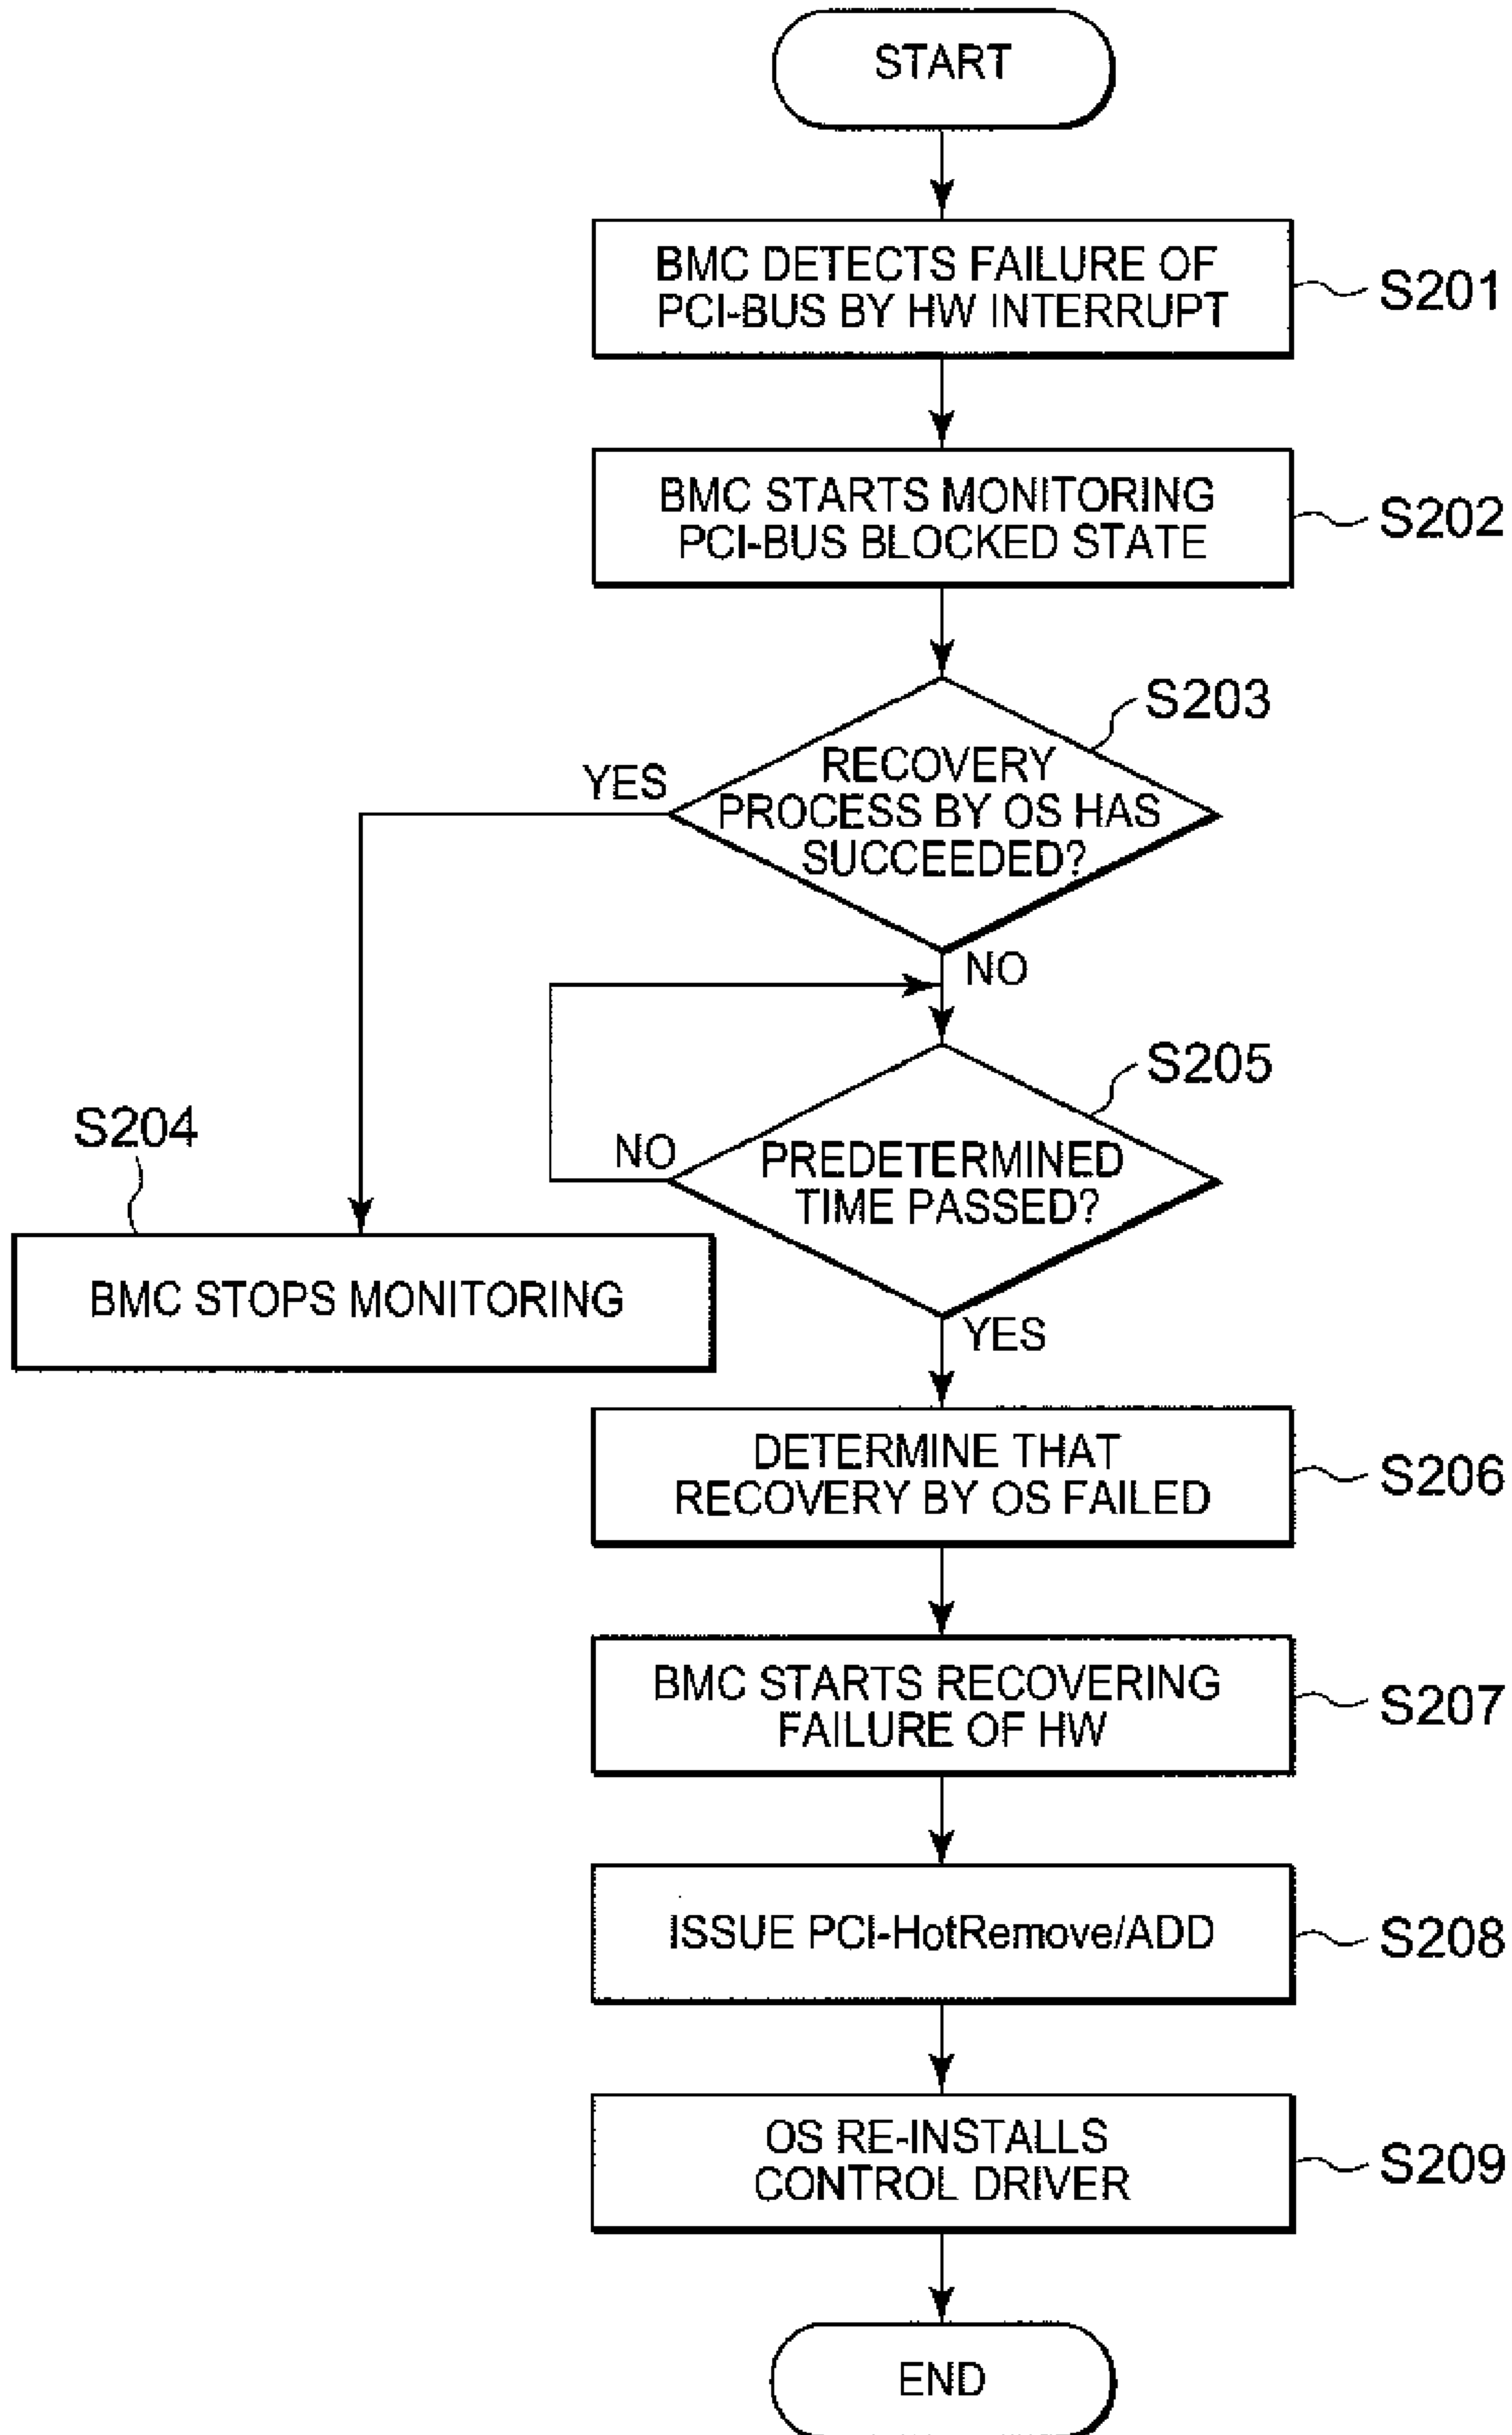 START
BMC DETECTS FAILURE OF
PCI-BUS BY HW INTERRUPT
S201
BMC STARTS MONITORING
PCI-BUS BLOCKED STATE
S202
S203
RECOVERY
PROCESS BY OS HAS
SUCCEEDED?
YES
NO
S205
PREDETERMINED
TIME PASSED?
NO
YES
S204
BMC STOPS MONITORING
DETERMINE THAT
RECOVERY BY OS FAILED
S206
BMC STARTS RECOVERING
FAILURE OF HW
S207
ISSUE PCI-HotRemove/ADD
S208
OS RE-INSTALLS
CONTROL DRIVER
S209
END